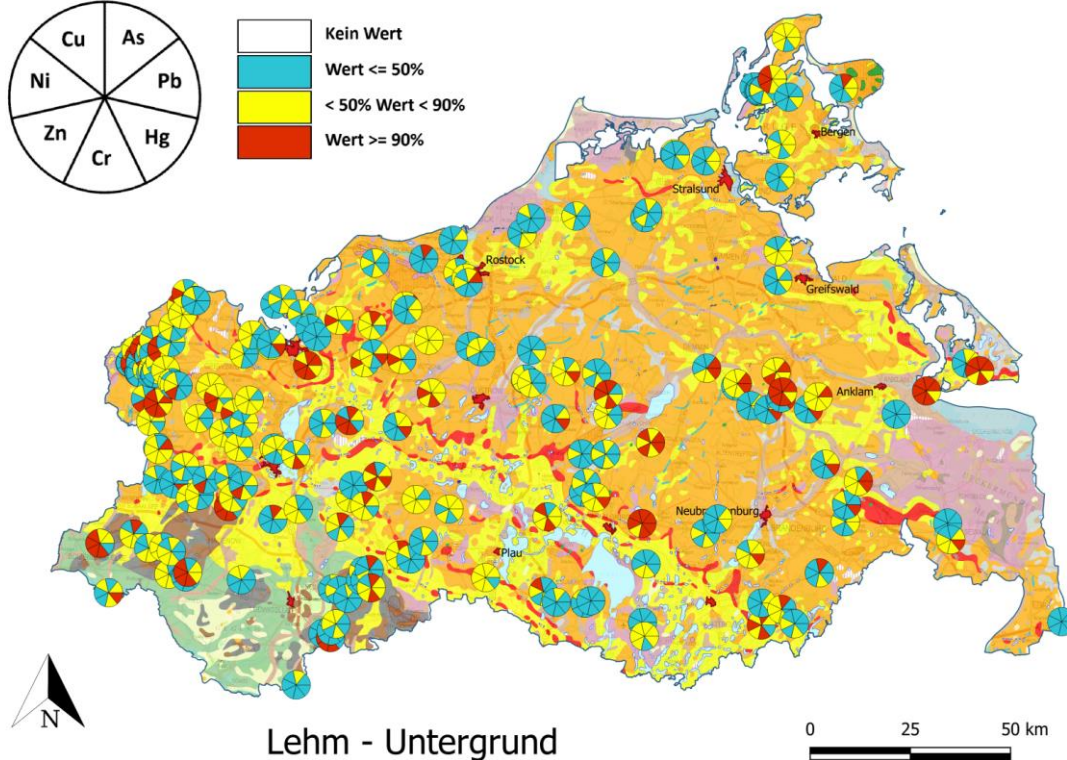 Cu As
Ni Pb
Zn Hg
Cr
Kein Wert
Wert <= 50%
< 50% Wert < 90%
Wert >= 90%
Bergen
Stralsund
Rostock
Greifswald
Anklam
Plau
N
Lehm - Untergrund
0 25 50 km